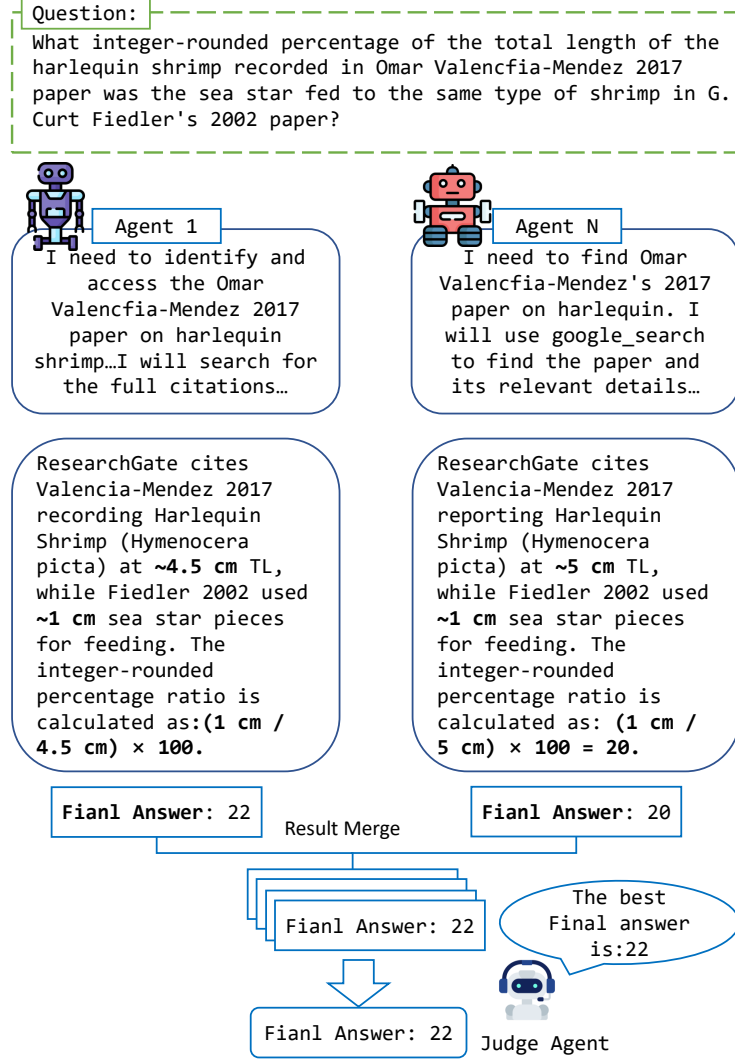 Question:
What integer-rounded percentage of the total length of the
harlequin shrimp recorded in Omar Valencfia-Mendez 2017
paper was the sea star fed to the same type of shrimp in G.
Curt Fiedler's 2002 paper?
Agent 1
I need to identify and
access the Omar
Valencfia-Mendez 2017
paper on harlequin
shrimp…I will search for
the full citations…
Agent N
I need to find Omar
Valencfia-Mendez's 2017
paper on harlequin. I
will use google_search
to find the paper and
its relevant details…
ResearchGate cites
Valencia-Mendez 2017
recording Harlequin
Shrimp (Hymenocera
picta) at ~4.5 cm TL,
while Fiedler 2002 used
~1 cm sea star pieces
for feeding. The
integer-rounded
percentage ratio is
calculated as:(1 cm /
4.5 cm) × 100.
ResearchGate cites
Valencia-Mendez 2017
reporting Harlequin
Shrimp (Hymenocera
picta) at ~5 cm TL,
while Fiedler 2002 used
~1 cm sea star pieces
for feeding. The
integer-rounded
percentage ratio is
calculated as: (1 cm /
5 cm) × 100 = 20.
Fianl Answer: 22
Fianl Answer: 20
Result Merge
Fianl Answer: 22
The best
Final answer
is:22
Fianl Answer: 22
Judge Agent